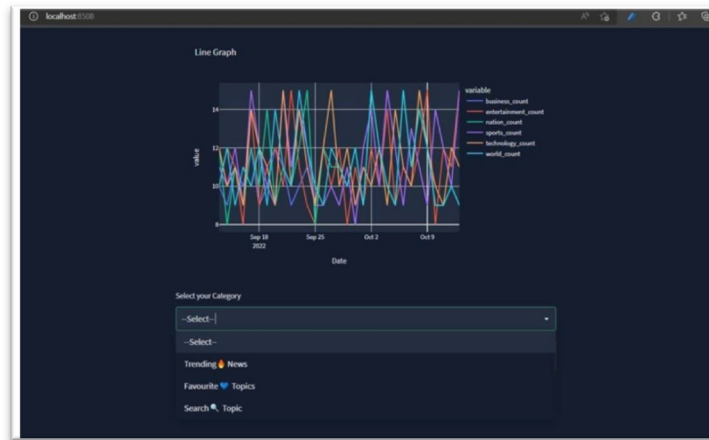 localhost:8508
Line Graph
variable
business_count
entertainment_count
nation_count
sports_count
technology_count
world_count
value
14
12
10
8
Sep 18
2022
Sep 25
Oct 2
Oct 9
Date
Select your Category
--Select--
--Select--
Trending🔥 News
Favourite 💙 Topics
Search🔍 Topic